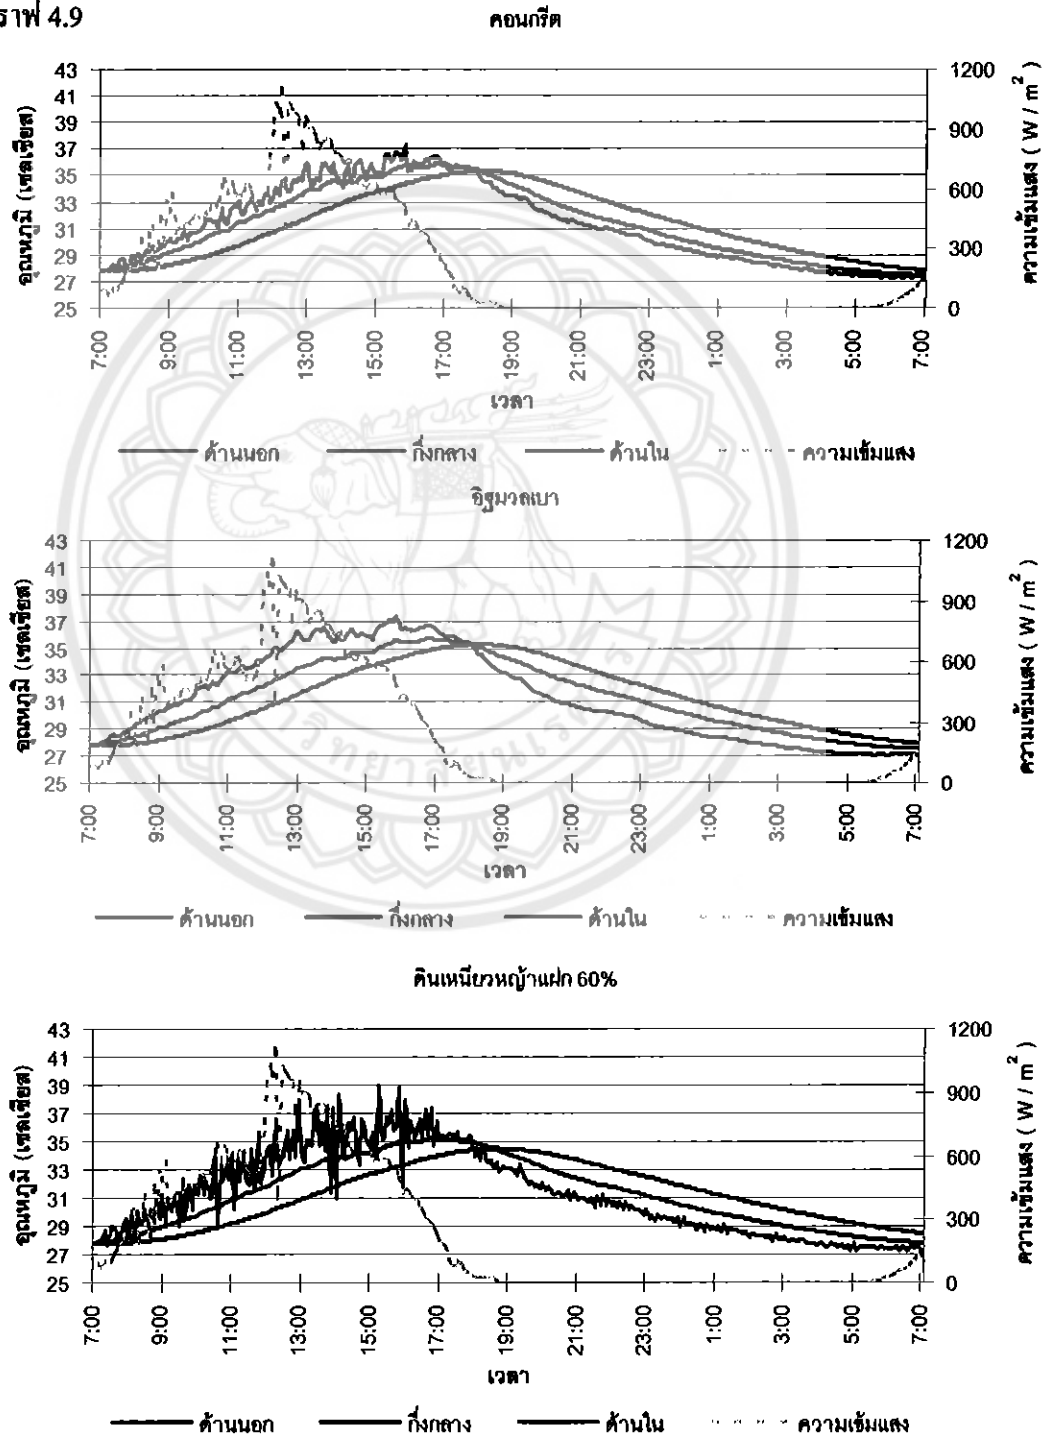 ราฟ 4.9
คอนกรีต
43 41 39 37 35 33 31 29 27 25
อุณหภูมิ (เซลเซียส)
1200 900 600 300 0
ความเข้มแสง ( W / m² )
7:00 9:00 11:00 13:00 15:00 17:00 19:00 21:00 23:00 1:00 3:00 5:00 7:00
เวลา
ด้านนอก กึ่งกลาง ด้านใน ความเข้มแสง
อิฐมวลเบา
43 41 39 37 35 33 31 29 27 25
อุณหภูมิ (เซลเซียส)
1200 900 600 300 0
ความเข้มแสง ( W / m² )
7:00 9:00 11:00 13:00 15:00 17:00 19:00 21:00 23:00 1:00 3:00 5:00 7:00
เวลา
ด้านนอก กึ่งกลาง ด้านใน ความเข้มแสง
ดินเหนียวหญ้าแฝก 60%
43 41 39 37 35 33 31 29 27 25
อุณหภูมิ (เซลเซียส)
1200 900 600 300 0
ความเข้มแสง ( W / m² )
7:00 9:00 11:00 13:00 15:00 17:00 19:00 21:00 23:00 1:00 3:00 5:00 7:00
เวลา
ด้านนอก กึ่งกลาง ด้านใน ความเข้มแสง